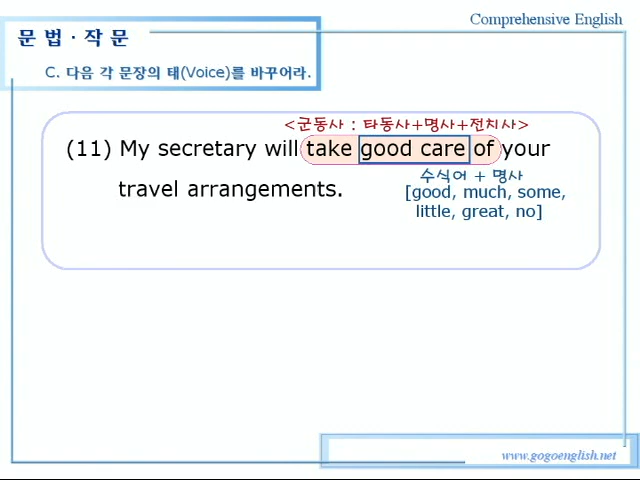 Comprehensive English
문 법 · 작 문
C. 다음 각 문장의 태(Voice)를 바꾸어라.
<군동사 : 타동사+명사+전치사>
(11) My secretary will take good care of your
수식어 + 명사
travel arrangements.
[good, much, some,
little, great, no]
www.gogoenglish.net